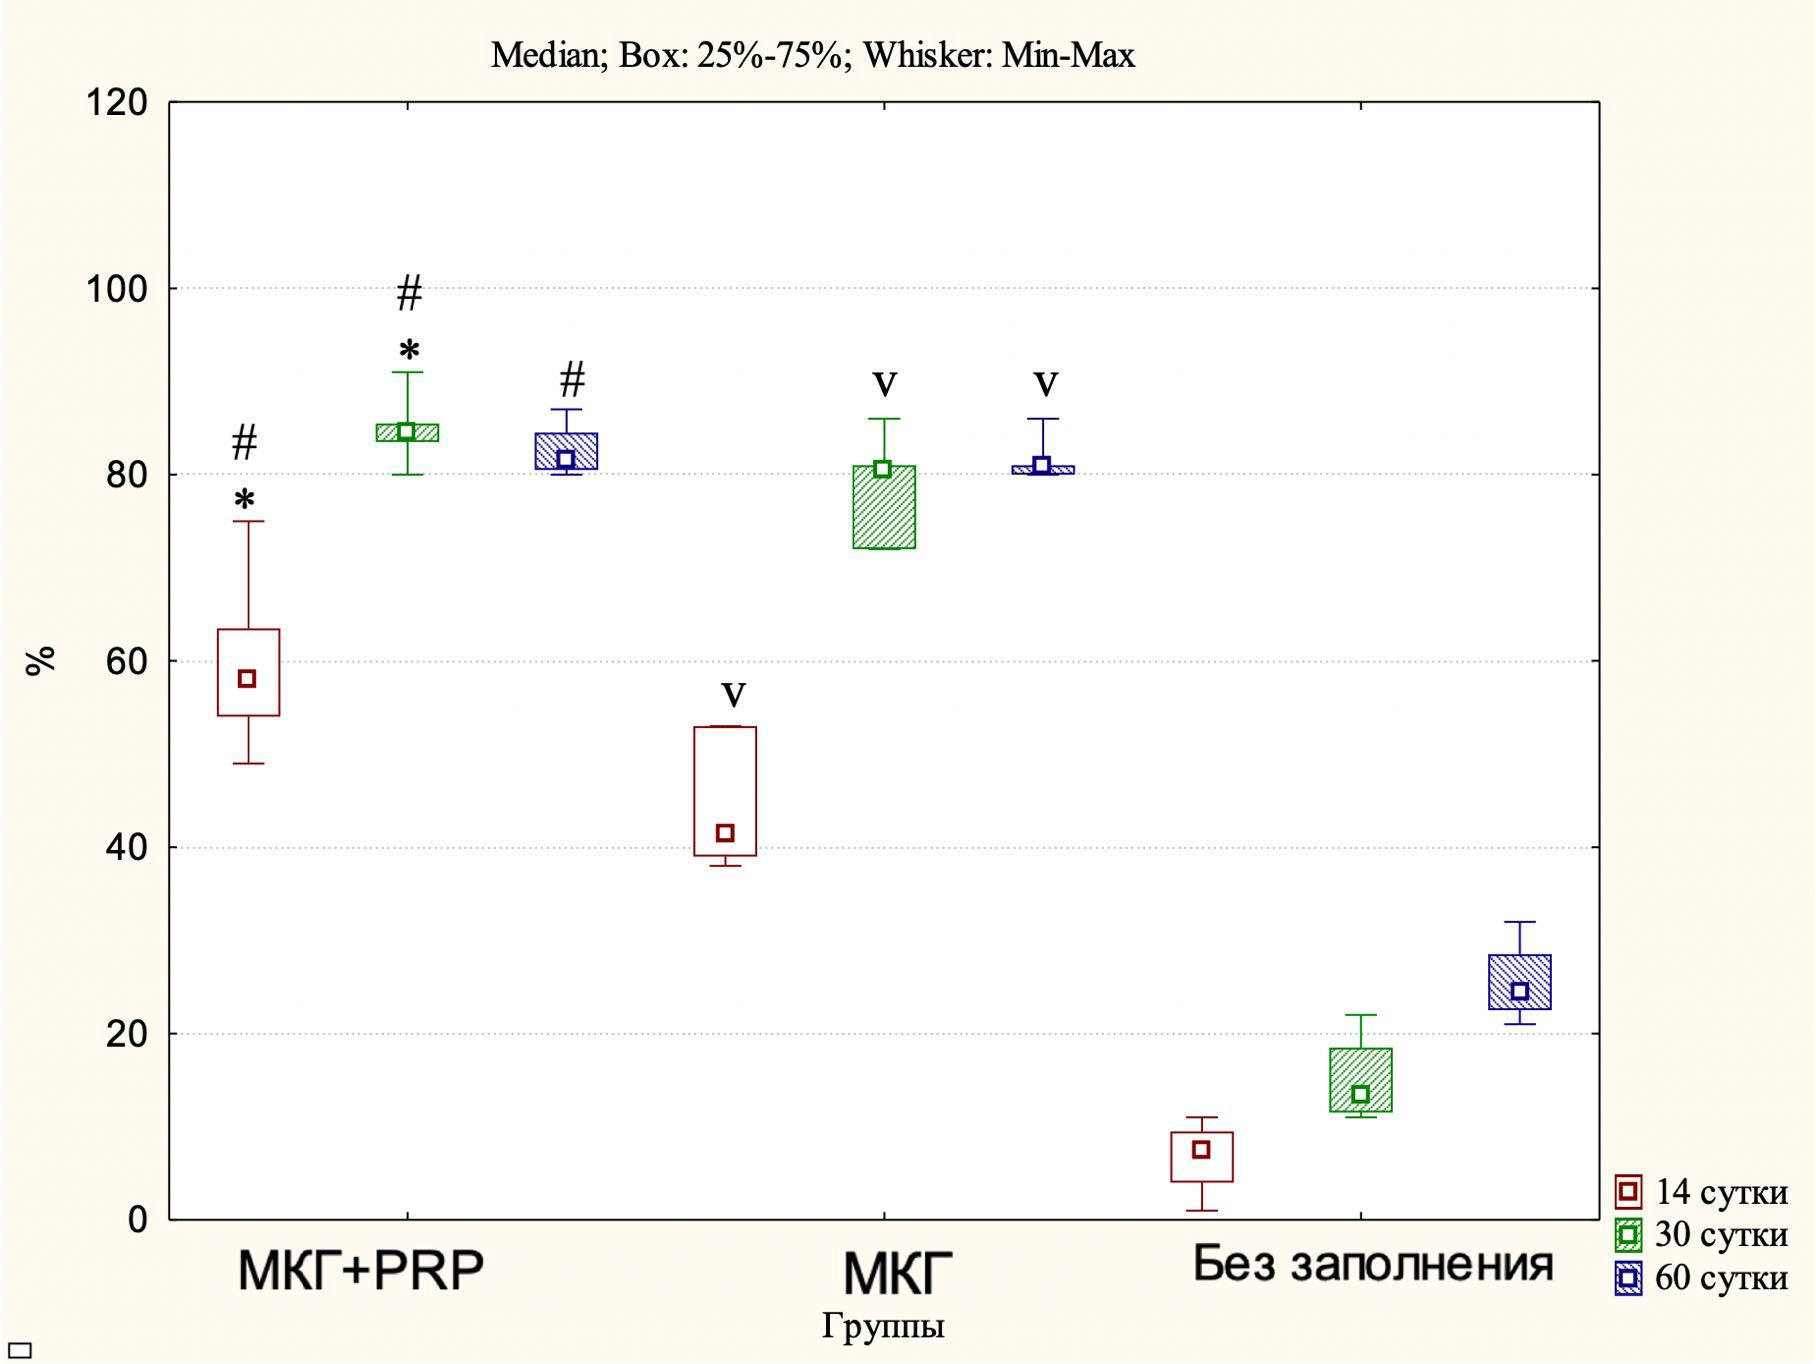 Median; Box: 25%-75%; Whisker: Min-Max
120
100
80
60
40
20
0
%
#
*
#
*
#
v
v
v
МКГ+PRP
МКГ
Без заполнения
Группы
14 сутки
30 сутки
60 сутки